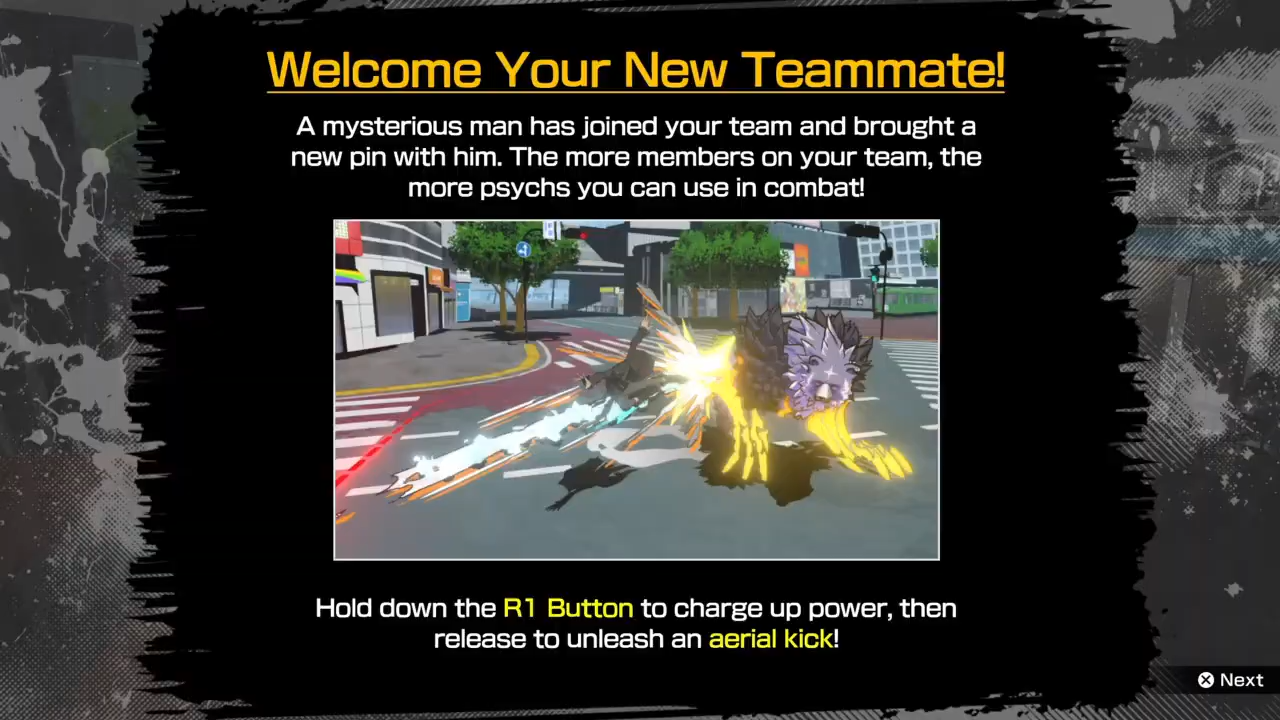 Welcome Your New Teammate!
A mysterious man has joined your team and brought a
new pin with him. The more members on your team, the
more psychs you can use in combat!
Hold down the R1 Button to charge up power, then
release to unleash an aerial kick!
Next